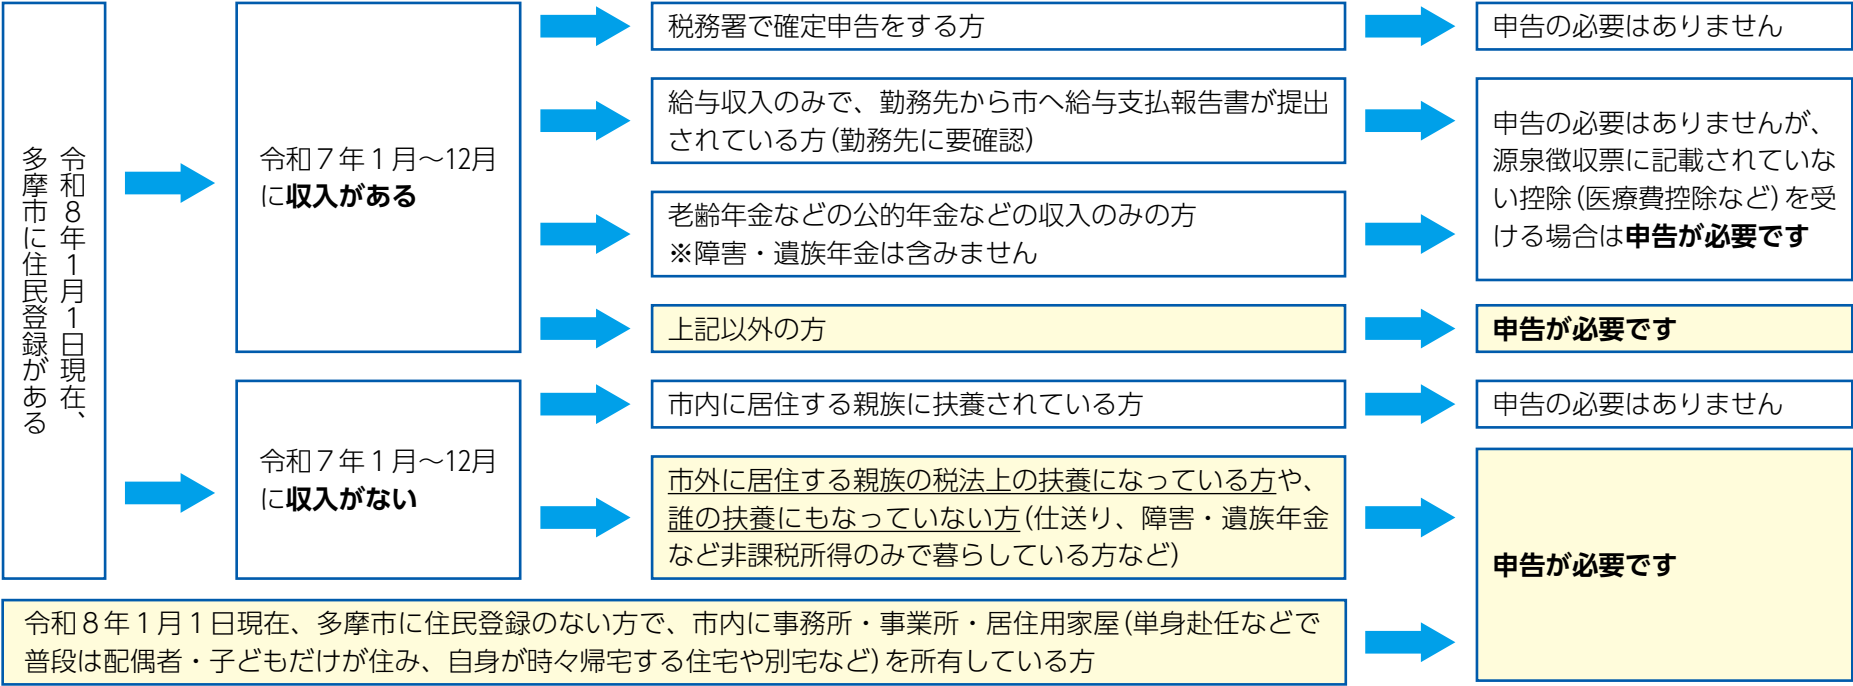 令和８年１月１日現在、
多摩市に住民登録がある
令和７年１月～12月
に収入がある
税務署で確定申告をする方
申告の必要はありません
給与収入のみで、勤務先から市へ給与支払報告書が提出
されている方(勤務先に要確認)
老齢年金などの公的年金などの収入のみの方
※障害・遺族年金は含みません
申告の必要はありませんが、
源泉徴収票に記載されていな
い控除(医療費控除など)を受
ける場合は申告が必要です
上記以外の方
申告が必要です
令和７年１月～12月
に収入がない
市内に居住する親族に扶養されている方
申告の必要はありません
市外に居住する親族の税法上の扶養になっている方や、
誰の扶養にもなっていない方(仕送り、障害・遺族年金
など非課税所得のみで暮らしている方など)
令和８年１月１日現在、多摩市に住民登録のない方で、市内に事務所・事業所・居住用家屋(単身赴任などで
普段は配偶者・子どもだけが住み、自身が時々帰宅する住宅や別宅など)を所有している方
申告が必要です